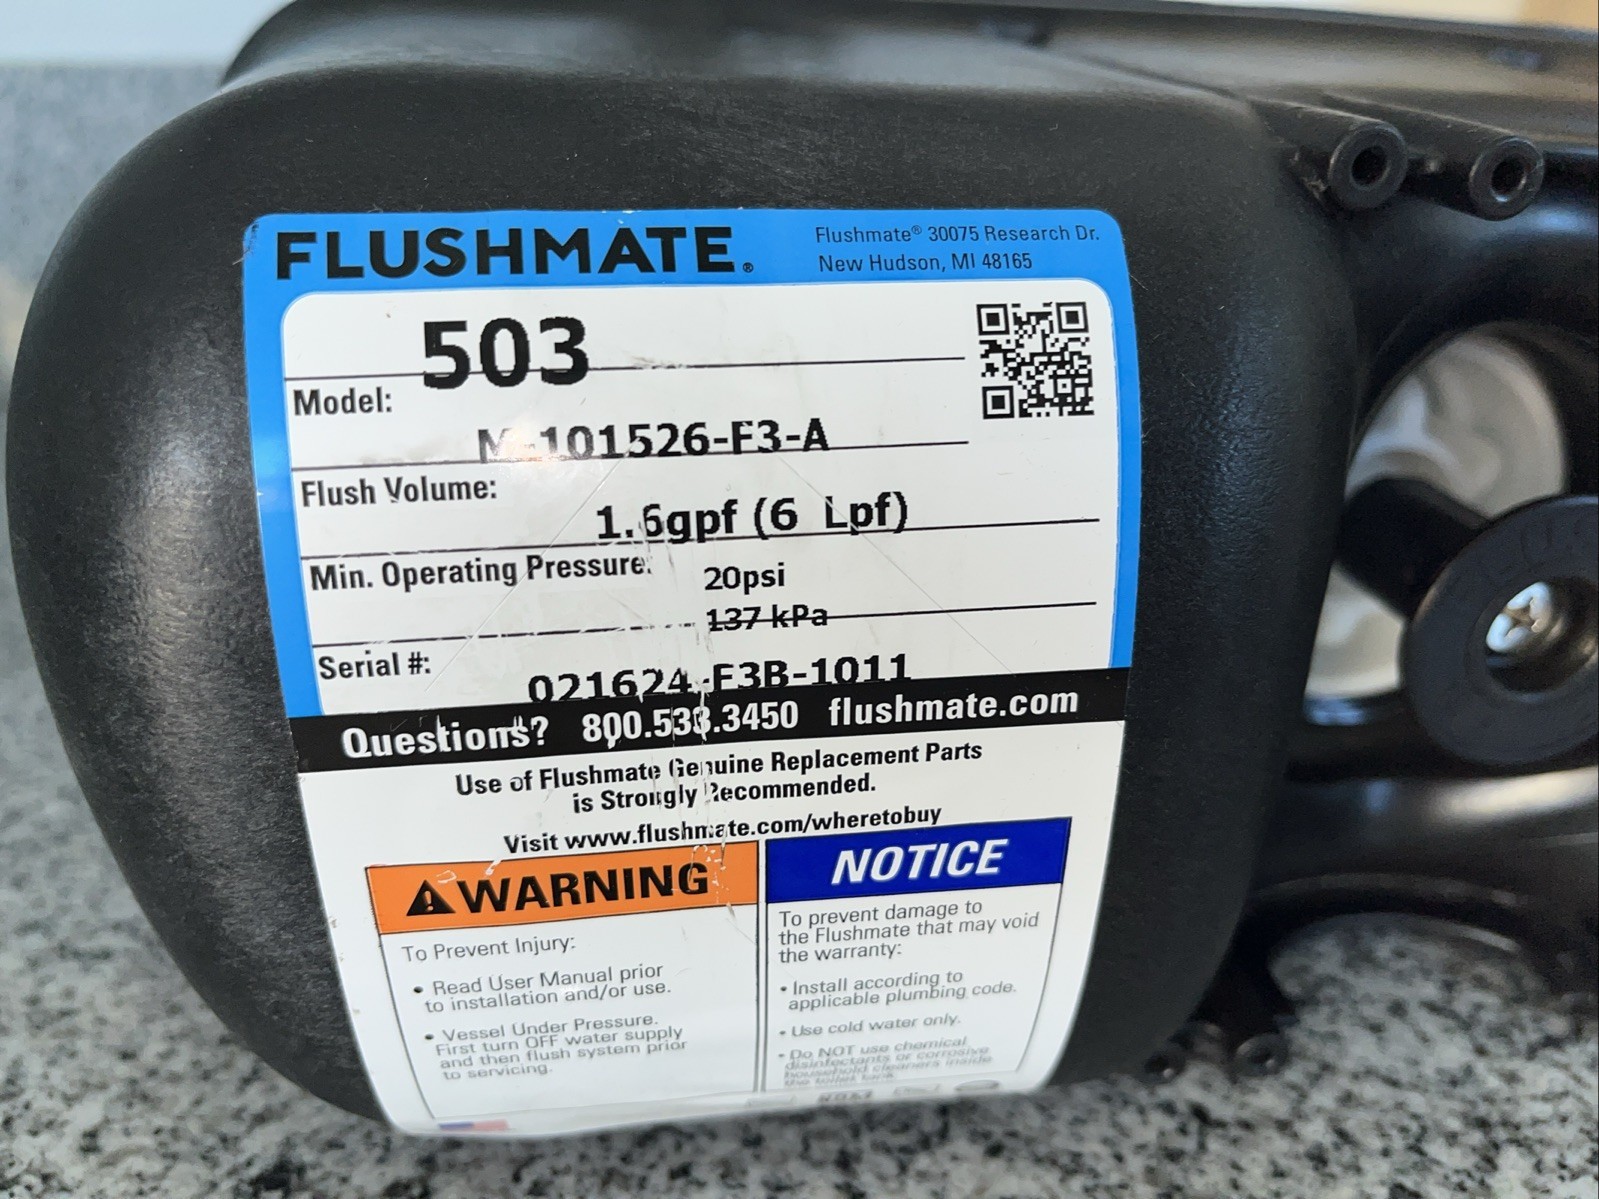 FLUSHMATE®
Flushmate® 30075 Research Dr.
New Hudson, MI 48165
503
Model:
M-101526-F3-A
Flush Volume:
1.6gpf (6 Lpf)
Min. Operating Pressure:
20psi
137 kPa
Serial #:
021624-F3B-1011
Questions? 800.533.3450 flushmate.com
Use of Flushmate Genuine Replacement Parts
is Strongly Recommended.
Visit www.flushmate.com/wheretobuy
WARNING
To Prevent Injury:
• Read User Manual prior
to installation and/or use.
• Vessel Under Pressure.
First turn OFF water supply
and then flush system prior
to servicing.
NOTICE
To prevent damage to
the Flushmate that may void
the warranty:
• Install according to
applicable plumbing code.
• Use cold water only.
• Do NOT use chemical
disinfectants or corrosive
household cleaners inside
the toilet tank.